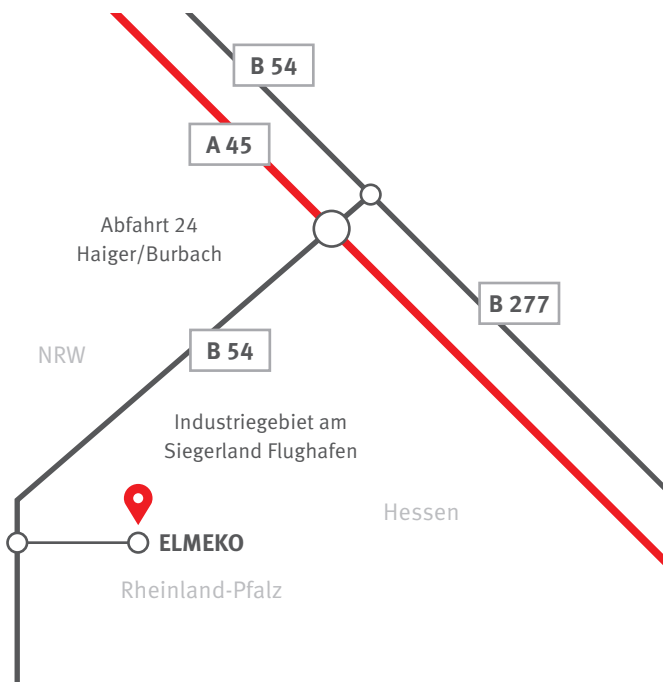 B 54
A 45
Abfahrt 24
Haiger/Burbach
B 277
NRW
B 54
Industriegebiet am
Siegerland Flughafen
Hessen
ELMEKO
Rheinland-Pfalz